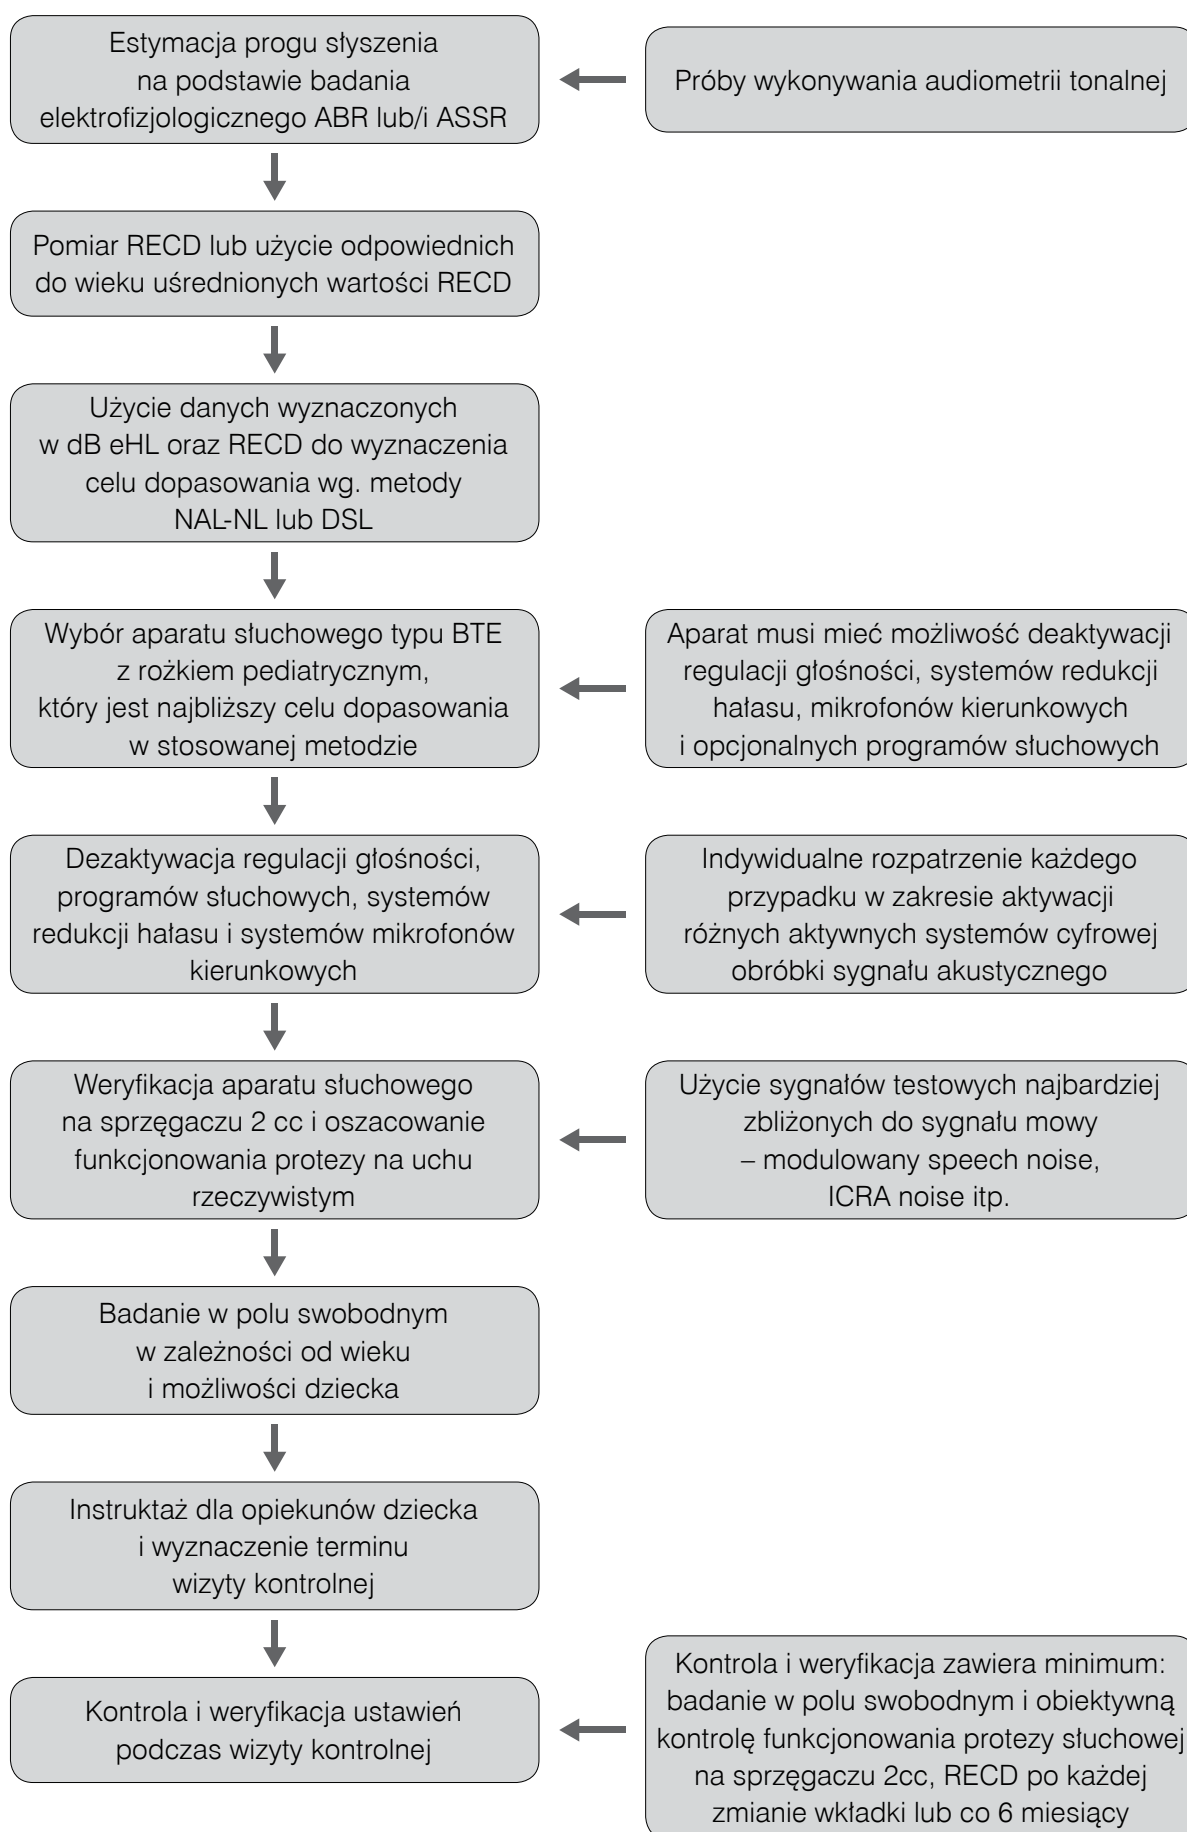 Estymacja progu słyszenia
na podstawie badania
elektrofizjologicznego ABR lub/i ASSR
Próby wykonywania audiometrii tonalnej
Pomiar RECD lub użycie odpowiednich
do wieku uśrednionych wartości RECD
Użycie danych wyznaczonych
w dB eHL oraz RECD do wyznaczenia
celu dopasowania wg. metody
NAL-NL lub DSL
Wybór aparatu słuchowego typu BTE
z rożkiem pediatrycznym,
który jest najbliższy celu dopasowania
w stosowanej metodzie
Aparat musi mieć możliwość deaktywacji
regulacji głośności, systemów redukcji
hałasu, mikrofonów kierunkowych
i opcjonalnych programów słuchowych
Dezaktywacja regulacji głośności,
programów słuchowych, systemów
redukcji hałasu i systemów mikrofonów
kierunkowych
Indywidualne rozpatrzenie każdego
przypadku w zakresie aktywacji
różnych aktywnych systemów cyfrowej
obróbki sygnału akustycznego
Weryfikacja aparatu słuchowego
na sprzęgaczu 2 cc i oszacowanie
funkcjonowania protezy na uchu
rzeczywistym
Użycie sygnałów testowych najbardziej
zbliżonych do sygnału mowy
– modulowany speech noise,
ICRA noise itp.
Badanie w polu swobodnym
w zależności od wieku
i możliwości dziecka
Instruktaż dla opiekunów dziecka
i wyznaczenie terminu
wizyty kontrolnej
Kontrola i weryfikacja ustawień
podczas wizyty kontrolnej
Kontrola i weryfikacja zawiera minimum:
badanie w polu swobodnym i obiektywną
kontrolę funkcjonowania protezy słuchowej
na sprzęgaczu 2cc, RECD po każdej
zmianie wkładki lub co 6 miesięcy